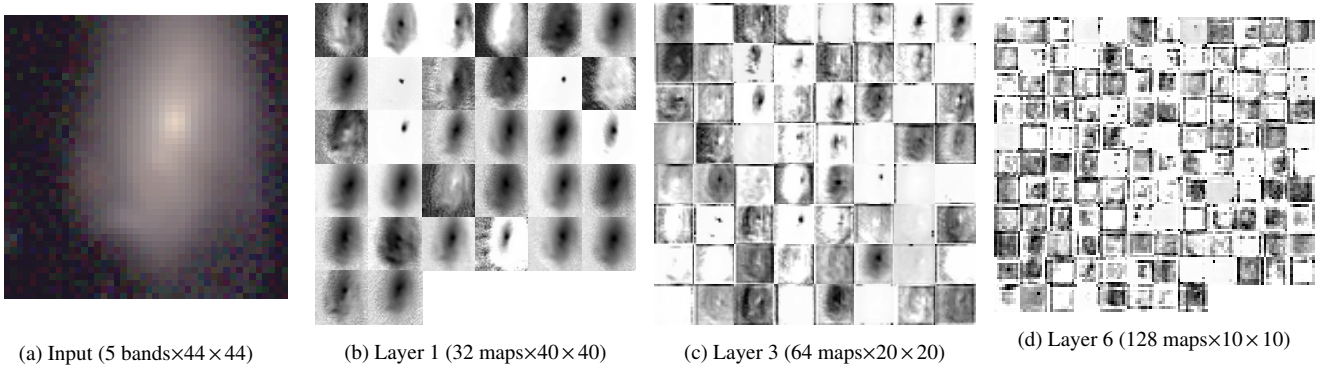 (a) Input (5 bands×44×44)
(b) Layer 1 (32 maps×40×40)
(c) Layer 3 (64 maps×20×20)
(d) Layer 6 (128 maps×10×10)